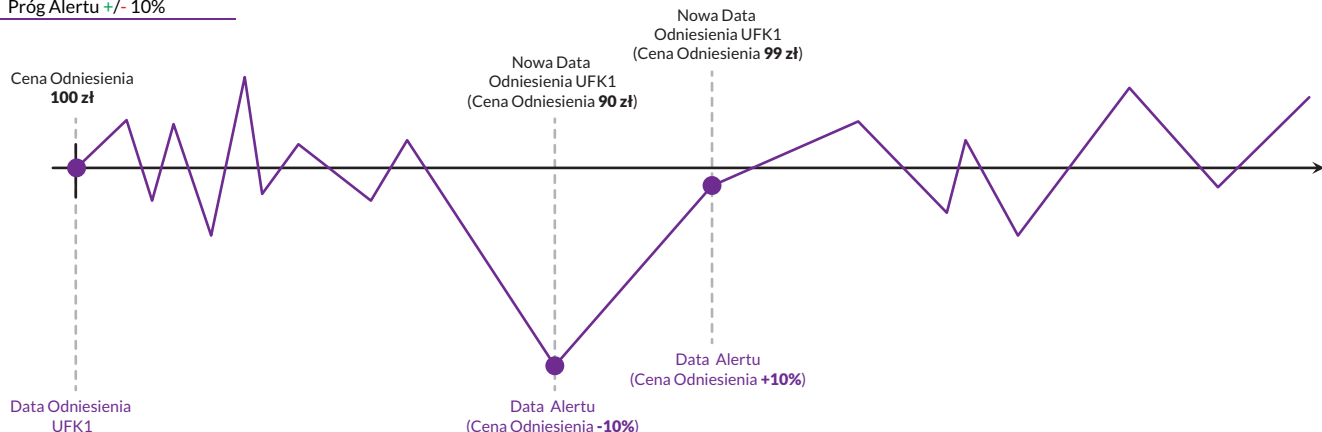 Próg Alertu +/- 10%
Cena Odniesienia
100 zł
Nowa Data
Odniesienia UFK1
(Cena Odniesienia 90 zł)
Nowa Data
Odniesienia UFK1
(Cena Odniesienia 99 zł)
Data Odniesienia
UFK1
Data Alertu
(Cena Odniesienia -10%)
Data Alertu
(Cena Odniesienia +10%)